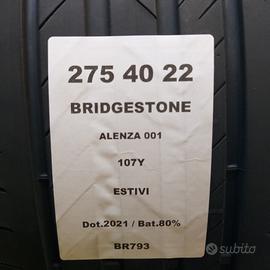 275 40 22
BRIDGESTONE
ALENZA 001
107Y
ESTIVI
Dot.2021 / Bat.80%
BR793
subito